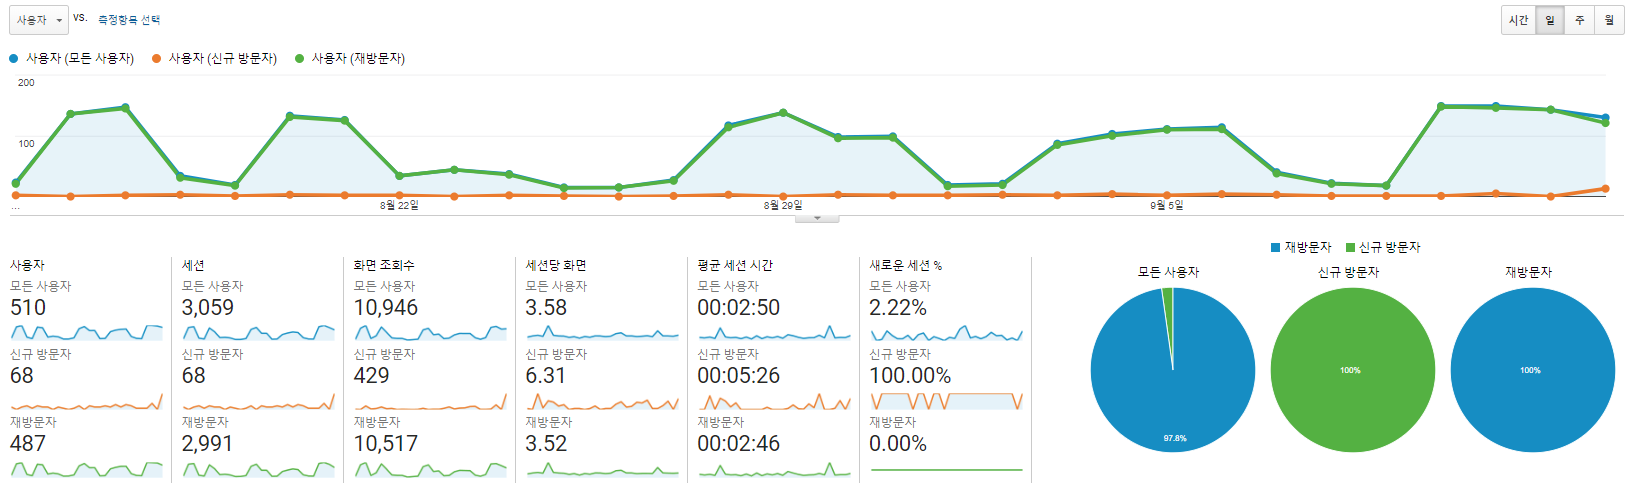 사용자 vs. 측정항목 선택
시간 일 주 월
사용자 (모든 사용자) 사용자 (신규 방문자) 사용자 (재방문자)
200
100
... 8월 22일 8월 29일 9월 5일
재방문자 신규 방문자
모든 사용자 신규 방문자 재방문자
97.8% 100% 100%
사용자
모든 사용자
510
신규 방문자
68
재방문자
487
세션
모든 사용자
3,059
신규 방문자
68
재방문자
2,991
화면 조회수
모든 사용자
10,946
신규 방문자
429
재방문자
10,517
세션당 화면
모든 사용자
3.58
신규 방문자
6.31
재방문자
3.52
평균 세션 시간
모든 사용자
00:02:50
신규 방문자
00:05:26
재방문자
00:02:46
새로운 세션 %
모든 사용자
2.22%
신규 방문자
100.00%
재방문자
0.00%